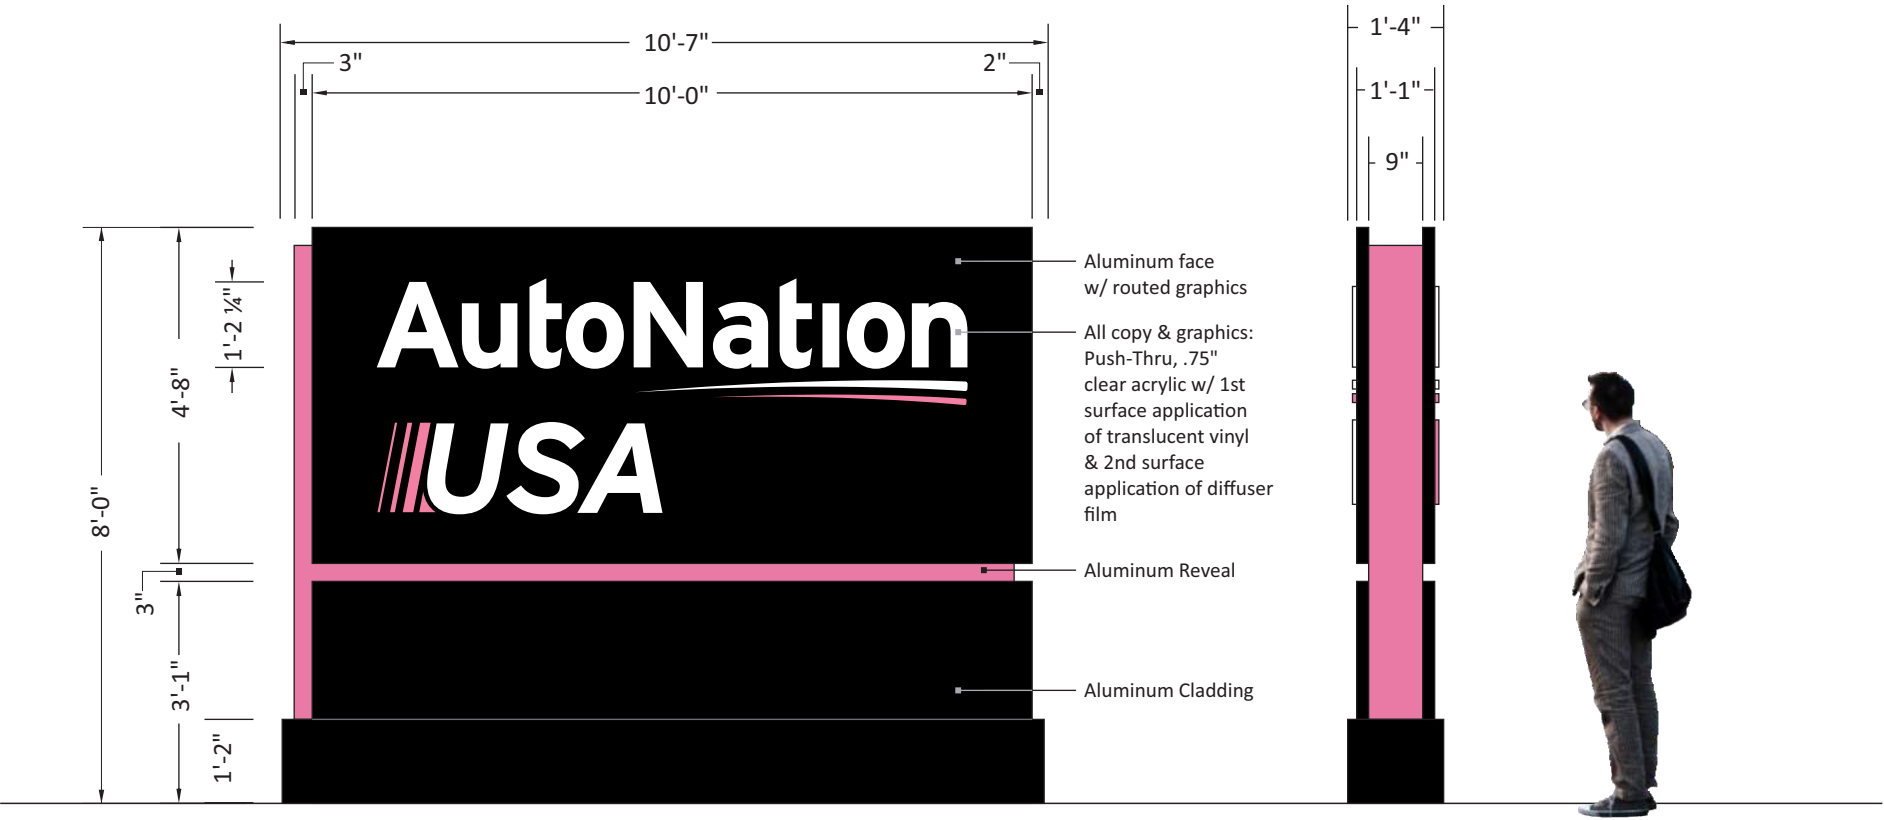 10'-7"
3"
2"
10'-0"
1'-4"
1'-1"
9"
8'-0"
4'-8"
1'-2 ¼"
3"
3'-1"
1'-2"
AutoNation
USA
Aluminum face
w/ routed graphics
All copy & graphics:
Push-Thru, .75"
clear acrylic w/ 1st
surface application
of translucent vinyl
& 2nd surface
application of diffuser
film
Aluminum Reveal
Aluminum Cladding